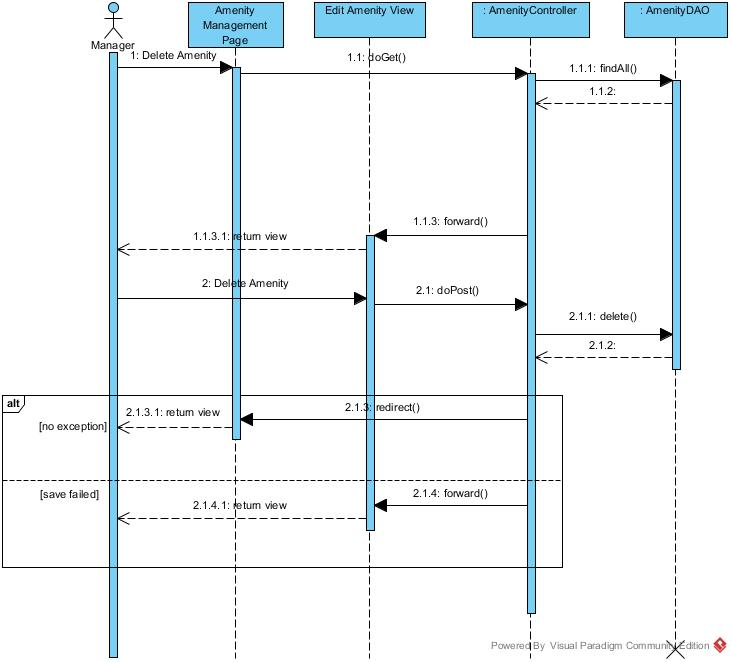 Manager
Amenity
Management
Page
Edit Amenity View
: AmenityController
: AmenityDAO
1: Delete Amenity
1.1: doGet()
1.1.1: findAll()
1.1.2:
1.1.3: forward()
1.1.3.1: return view
2: Delete Amenity
2.1: doPost()
2.1.1: delete()
2.1.2:
alt
[no exception]
2.1.3: redirect()
2.1.3.1: return view
[save failed]
2.1.4: forward()
2.1.4.1: return view
Powered By Visual Paradigm Community Edition